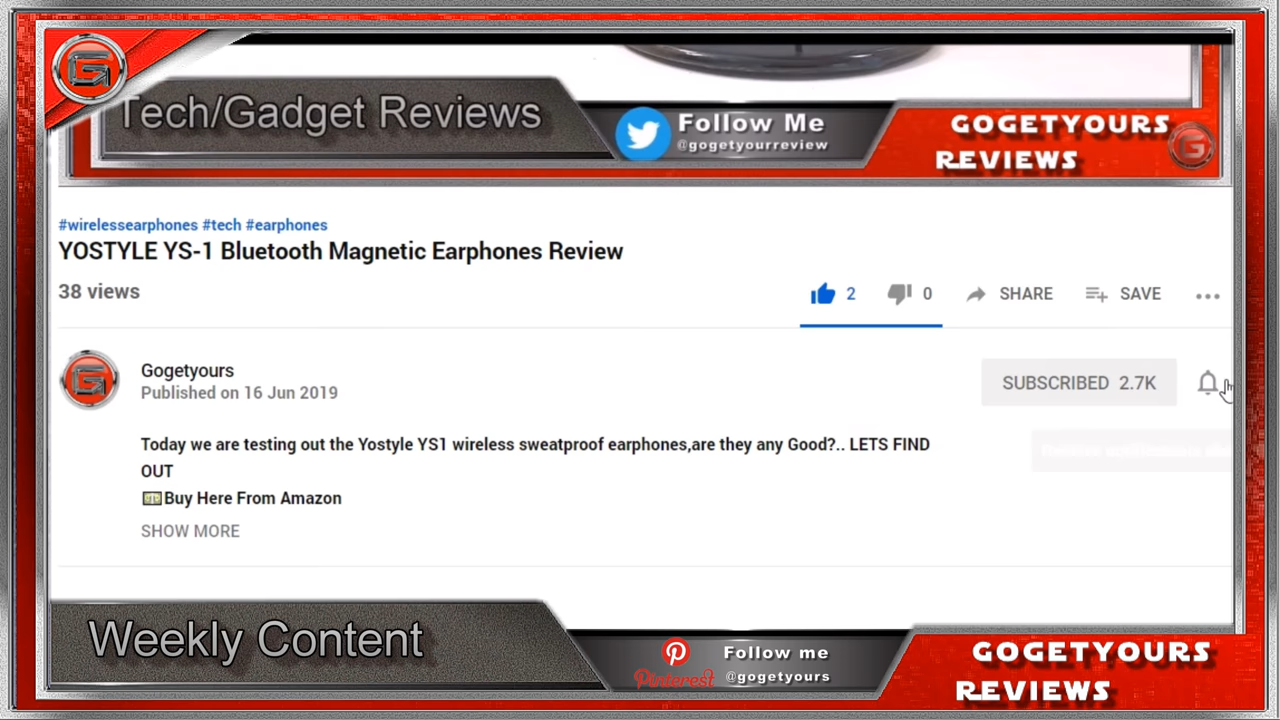 Tech/Gadget Reviews
Follow Me
@gogetyourreview
GOGETYOURS
REVIEWS
#wirelessearphones #tech #earphones
YOSTYLE YS-1 Bluetooth Magnetic Earphones Review
38 views
2
0
SHARE
SAVE
Gogetyours
Published on 16 Jun 2019
SUBSCRIBED 2.7K
Today we are testing out the Yostyle YS1 wireless sweatproof earphones,are they any Good?.. LETS FIND
OUT
Buy Here From Amazon
SHOW MORE
Weekly Content
Pinterest
Follow me
@gogetyours
GOGETYOURS
REVIEWS